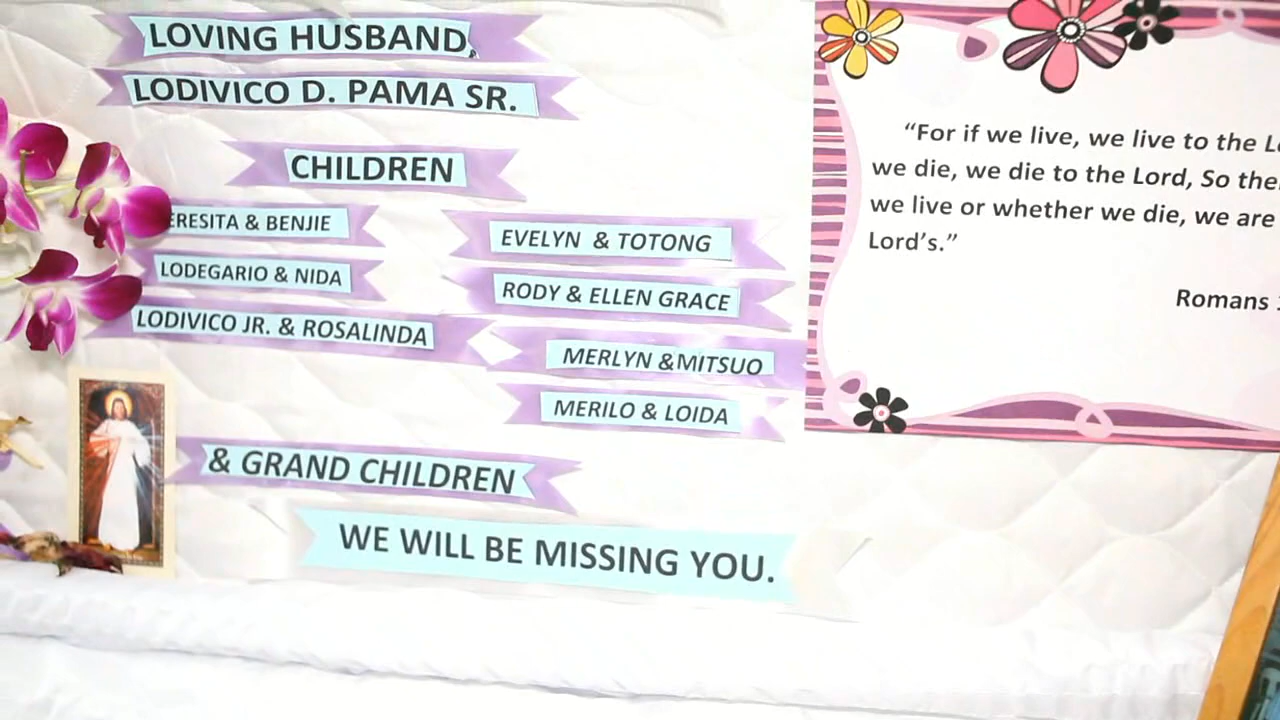 LOVING HUSBAND,
LODIVICO D. PAMA SR.
CHILDREN
ERESITA & BENJIE
LODEGARIO & NIDA
LODIVICO JR. & ROSALINDA
EVELYN & TOTONG
RODY & ELLEN GRACE
MERLYN &MITSUO
MERILO & LOIDA
& GRAND CHILDREN
WE WILL BE MISSING YOU.
“For if we live, we live to the
we die, we die to the Lord, So
we live or whether we die, we are
Lord’s.”
Romans